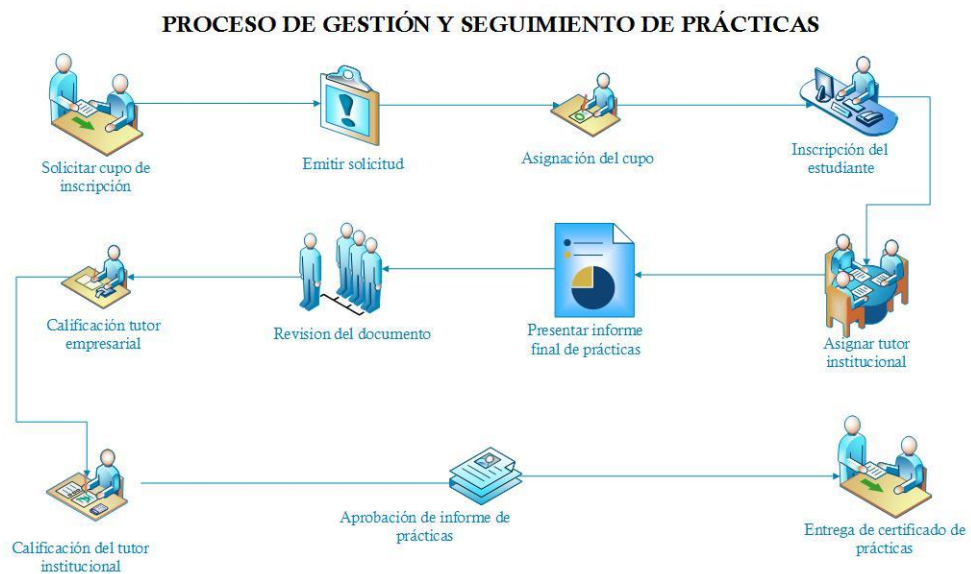 PROCESO DE GESTIÓN Y SEGUIMIENTO DE PRÁCTICAS
Solicitar cupo de
inscripción
Emitir solicitud
Asignación del cupo
Inscripción del
estudiante
Calificación tutor
empresarial
Revision del documento
Presentar informe
final de prácticas
Asignar tutor
institucional
Calificación del tutor
institucional
Aprobación de informe de
prácticas
Entrega de certificado de
prácticas